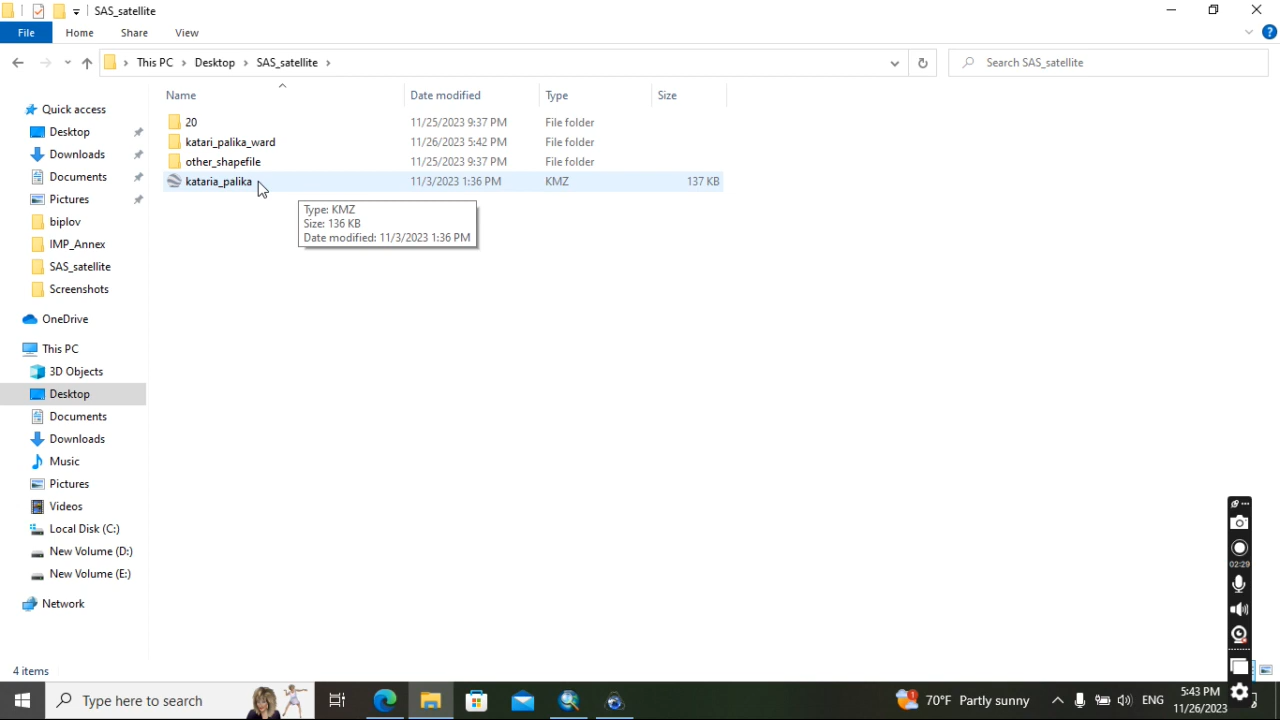 SAS_satellite
File Home Share View
This PC Desktop SAS_satellite
Search SAS_satellite
Name Date modified Type Size
Quick access
Desktop
Downloads
Documents
Pictures
biplov
IMP_Annex
SAS_satellite
Screenshots
OneDrive
This PC
3D Objects
Desktop
Documents
Downloads
Music
Pictures
Videos
Local Disk (C:)
New Volume (D:)
New Volume (E:)
Network
20 11/25/2023 9:37 PM File folder
katari_palika_ward 11/26/2023 5:42 PM File folder
other_shapefile 11/25/2023 9:37 PM File folder
kataria_palika 11/3/2023 1:36 PM KMZ 137 KB
Type: KMZ
Size: 136 KB
Date modified: 11/3/2023 1:36 PM
02:29
4 items
Type here to search
70°F Partly sunny
ENG
5:43 PM
11/26/2023